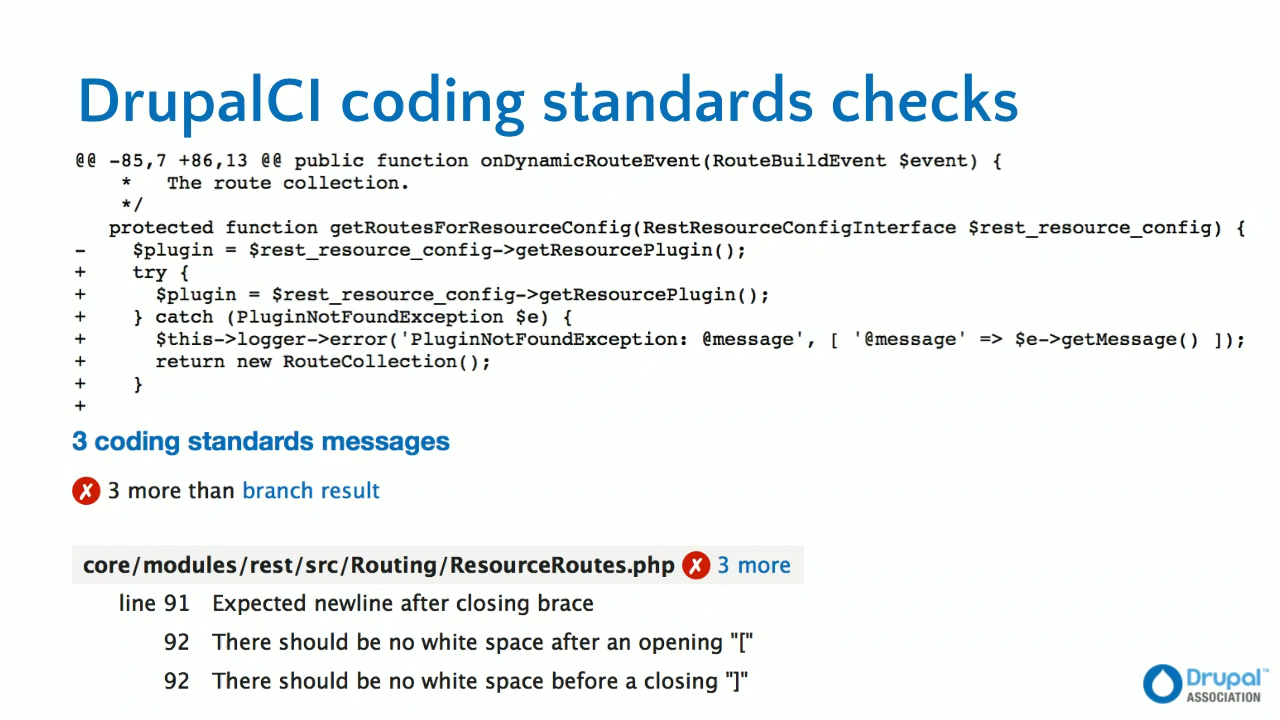 DrupalCI coding standards checks
@@ -85,7 +86,13 @@ public function onDynamicRouteEvent(RouteBuildEvent $event) {
    *   The route collection.
    */
   protected function getRoutesForResourceConfig(RestResourceConfigInterface $rest_resource_config) {
-    $plugin = $rest_resource_config->getResourcePlugin();
+    try {
+      $plugin = $rest_resource_config->getResourcePlugin();
+    } catch (PluginNotFoundException $e) {
+      $this->logger->error('PluginNotFoundException: @message', [ '@message' => $e->getMessage() ]);
+      return new RouteCollection();
+    }
+
3 coding standards messages
✗ 3 more than branch result
core/modules/rest/src/Routing/ResourceRoutes.php ✗ 3 more
line 91 Expected newline after closing brace
92 There should be no white space after an opening "["
92 There should be no white space before a closing "]"
Drupal™
ASSOCIATION